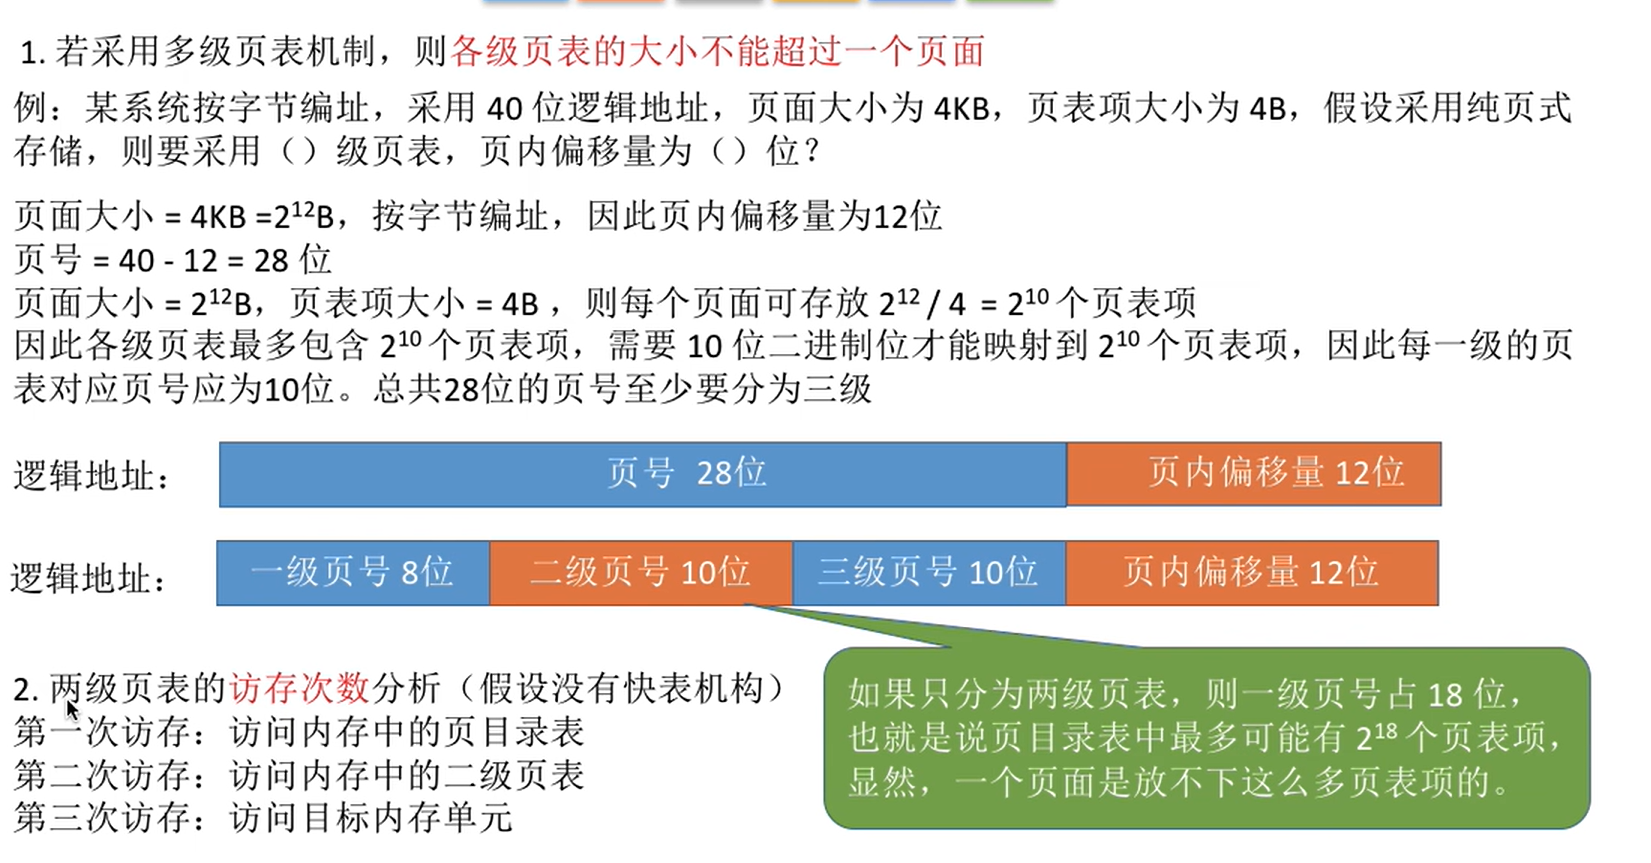 1. 若采用多级页表机制，则各级页表的大小不能超过一个页面
例：某系统按字节编址，采用 40 位逻辑地址，页面大小为 4KB，页表项大小为 4B，假设采用纯页式
存储，则要采用（）级页表，页内偏移量为（）位？
页面大小 = 4KB =2¹²B，按字节编址，因此页内偏移量为12位
页号 = 40 - 12 = 28 位
页面大小 = 2¹²B，页表项大小 = 4B ，则每个页面可存放 2¹² / 4 = 2¹⁰ 个页表项
因此各级页表最多包含 2¹⁰ 个页表项，需要 10 位二进制位才能映射到 2¹⁰ 个页表项，因此每一级的页
表对应页号应为10位。总共28位的页号至少要分为三级
逻辑地址： 页号 28位 页内偏移量 12位
逻辑地址： 一级页号 8位 二级页号 10位 三级页号 10位 页内偏移量 12位
2. 两级页表的访存次数分析（假设没有快表机构）
第一次访存：访问内存中的页目录表
第二次访存：访问内存中的二级页表
第三次访存：访问目标内存单元
如果只分为两级页表，则一级页号占 18 位，
也就是说页目录表中最多可能有 2¹⁸ 个页表项，
显然，一个页面是放不下这么多页表项的。